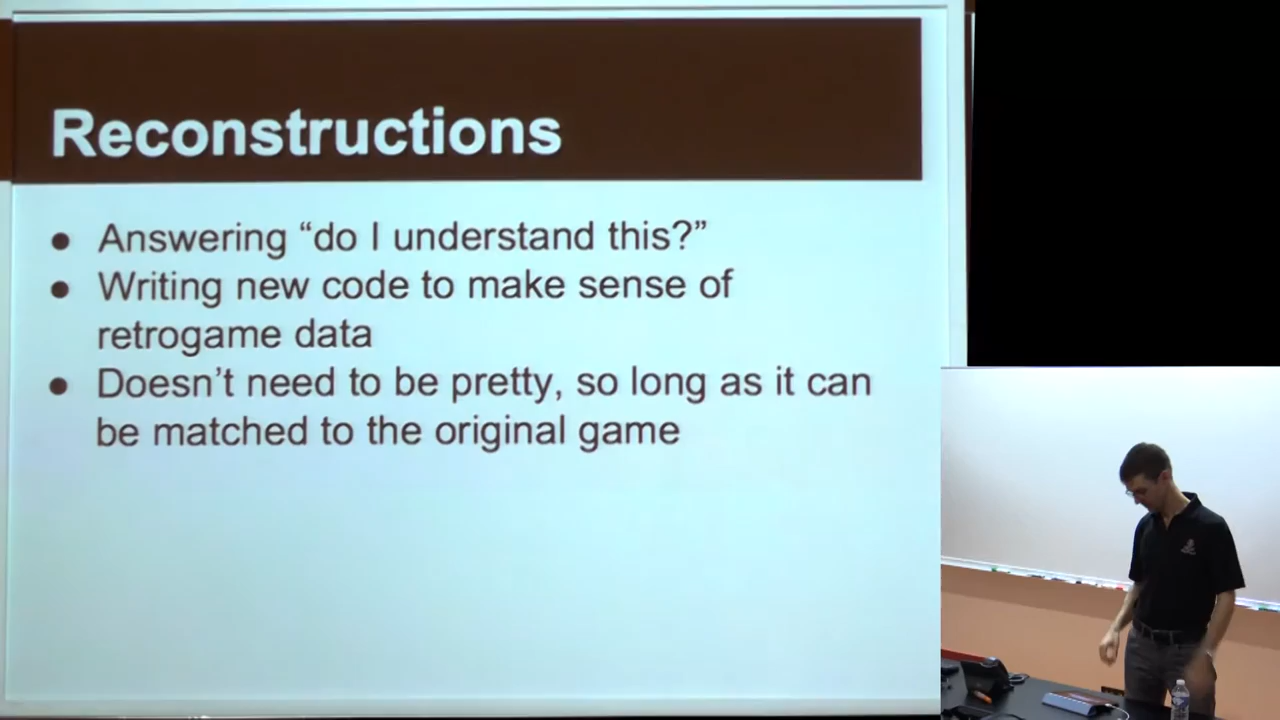 Reconstructions
● Answering “do I understand this?”
● Writing new code to make sense of
retrogame data
● Doesn’t need to be pretty, so long as it can
be matched to the original game